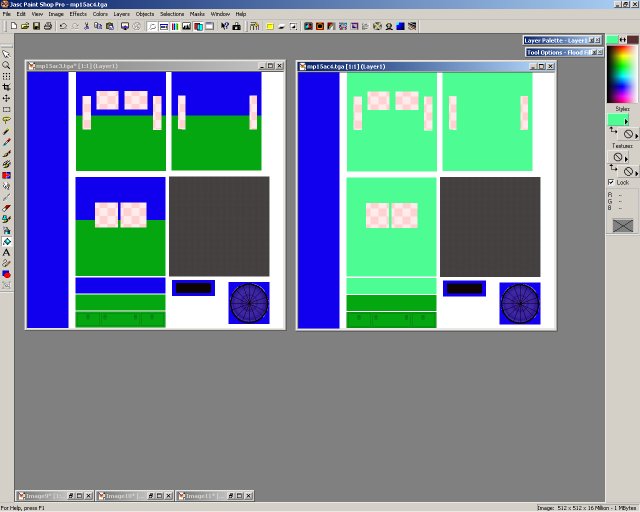 Jasc Paint Shop Pro - mp15ac4.tga
File Edit View Image Effects Colors Layers Objects Selections Masks Window Help
Layer Palette - Layer1
Tool Options - Flood Fi
mp15ac3.tga* [1:1] (Layer1)
mp15ac4.tga [1:1] (Layer1)
Styles
Textures
Lock
R --
G --
B --
Image9* [1:
Image10* [
Image11* [
For Help, press F1
Image: 512 x 512 x 16 Million - 1 MBytes